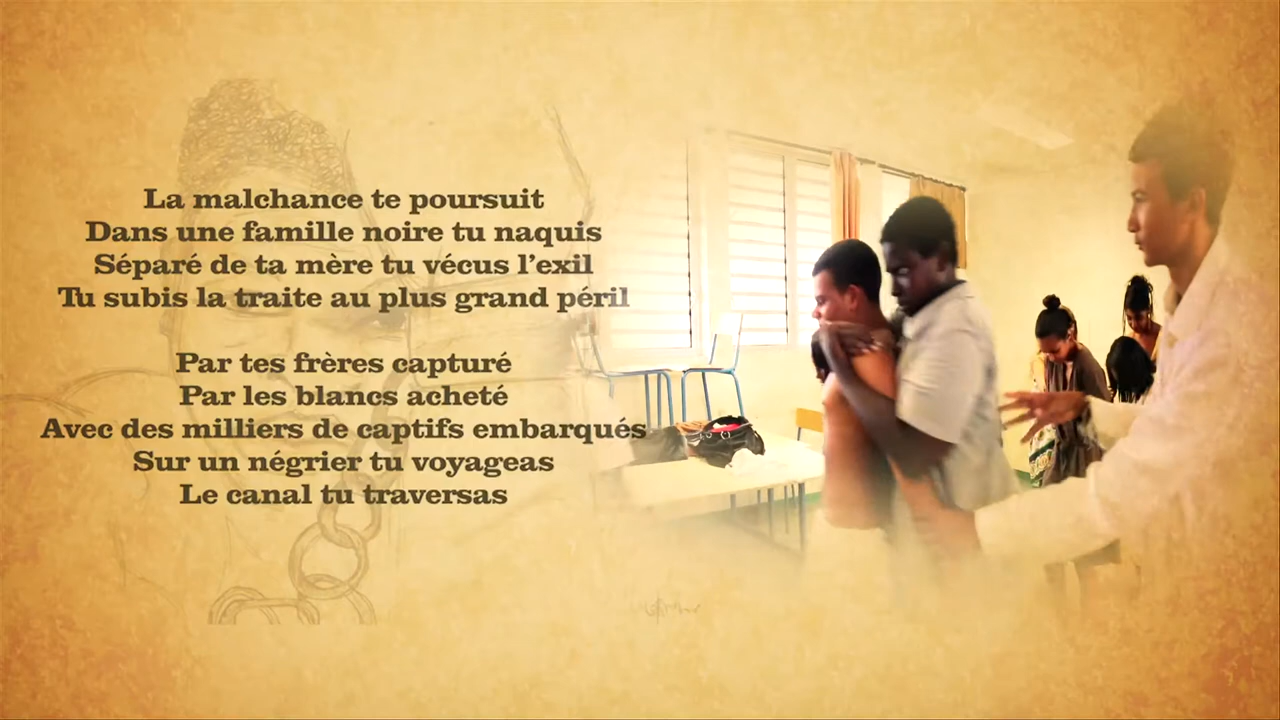 La malchance te poursuit
Dans une famille noire tu naquis
Séparé de ta mère tu vécus l'exil
Tu subis la traite au plus grand péril
Par tes frères capturé
Par les blancs acheté
Avec des milliers de captifs embarqués
Sur un négrier tu voyageas
Le canal tu traversas